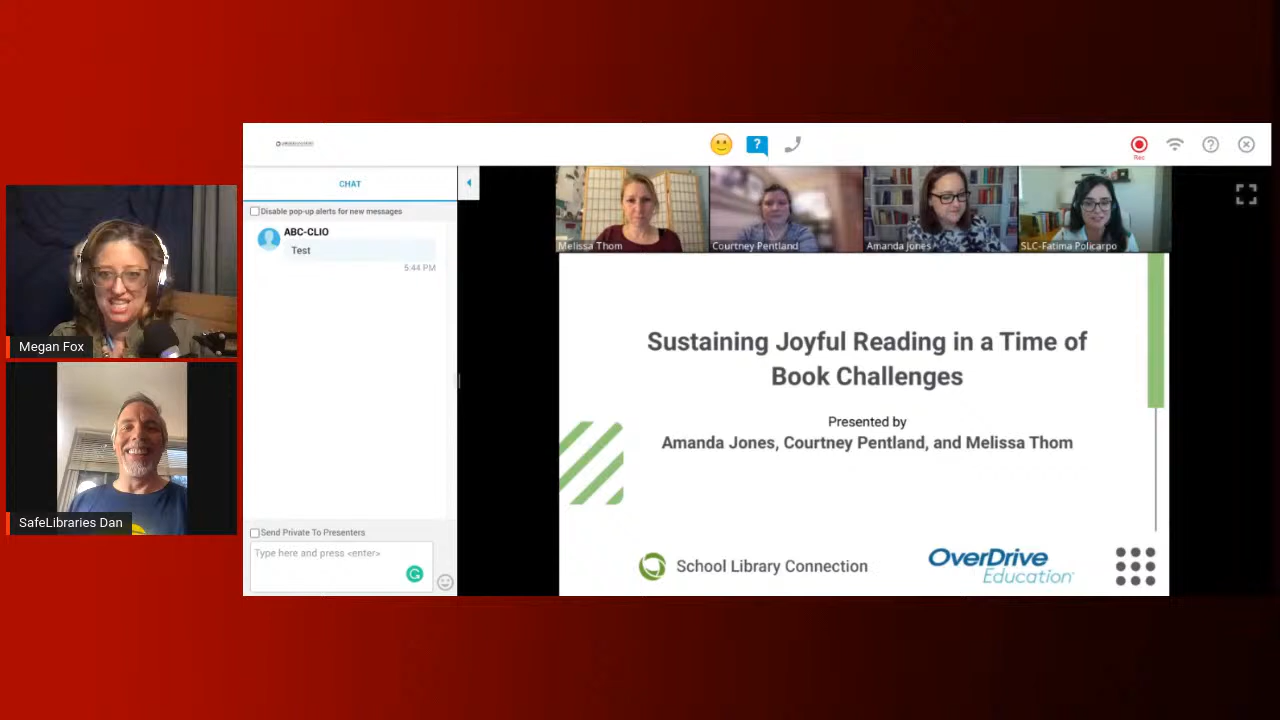 Megan Fox
SafeLibraries Dan
?
Rec
?
CHAT
Disable pop-up alerts for new messages
ABC-CLIO
Test
5:44 PM
Send Private To Presenters
Type here and press <enter>
G
Melissa Thom
Courtney Pentland
Amanda Jones
SLC-Fatima Policarpo
Sustaining Joyful Reading in a Time of
Book Challenges
Presented by
Amanda Jones, Courtney Pentland, and Melissa Thom
School Library Connection
OverDrive
Education